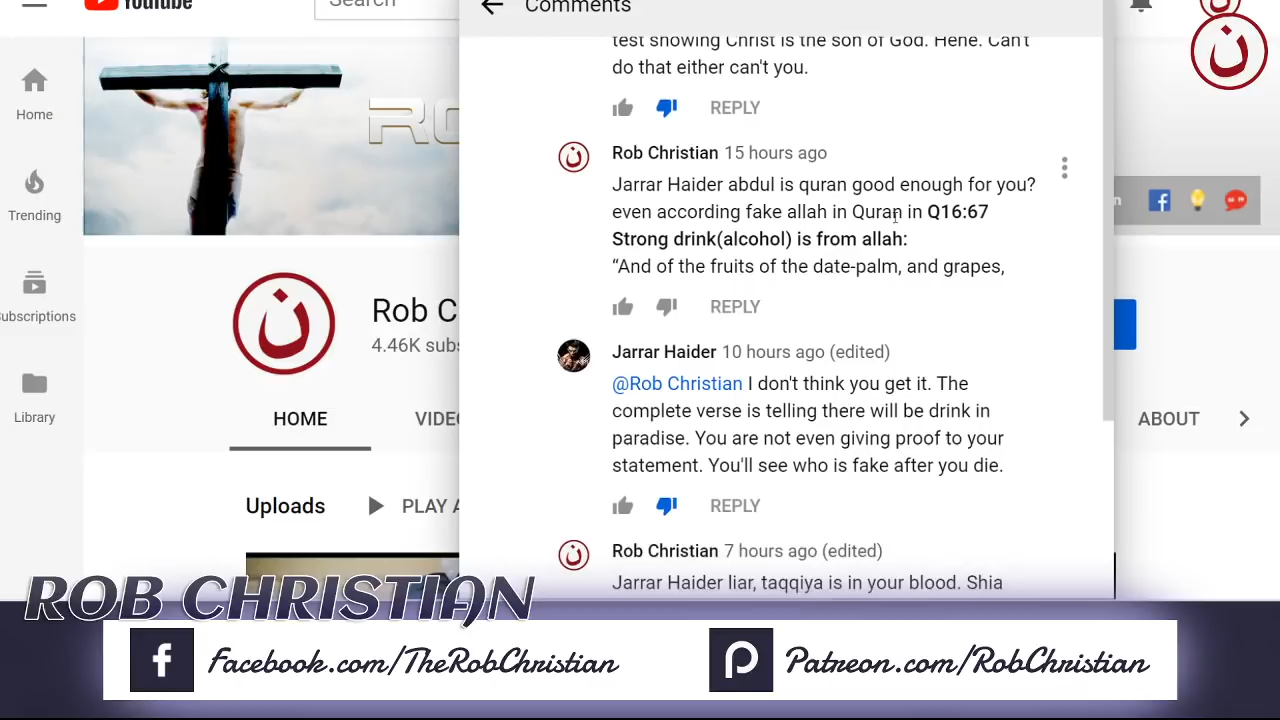 YouTube
Search
Comments
test showing Christ is the son of God. Hehe. Can't
do that either can't you.
REPLY
Home
Rob Christian 15 hours ago
Jarrar Haider abdul is quran good enough for you?
even according fake allah in Quran in Q16:67
Strong drink(alcohol) is from allah:
“And of the fruits of the date-palm, and grapes,
REPLY
Trending
Subscriptions
Rob C
4.46K subs
Jarrar Haider 10 hours ago (edited)
@Rob Christian I don't think you get it. The
complete verse is telling there will be drink in
paradise. You are not even giving proof to your
statement. You'll see who is fake after you die.
REPLY
Library
HOME
VIDEO
ABOUT
Uploads
PLAY A
Rob Christian 7 hours ago (edited)
Jarrar Haider liar, taqqiya is in your blood. Shia
ROB CHRISTIAN
Facebook.com/TheRobChristian
Patreon.com/RobChristian
ن
ن
ن
ن